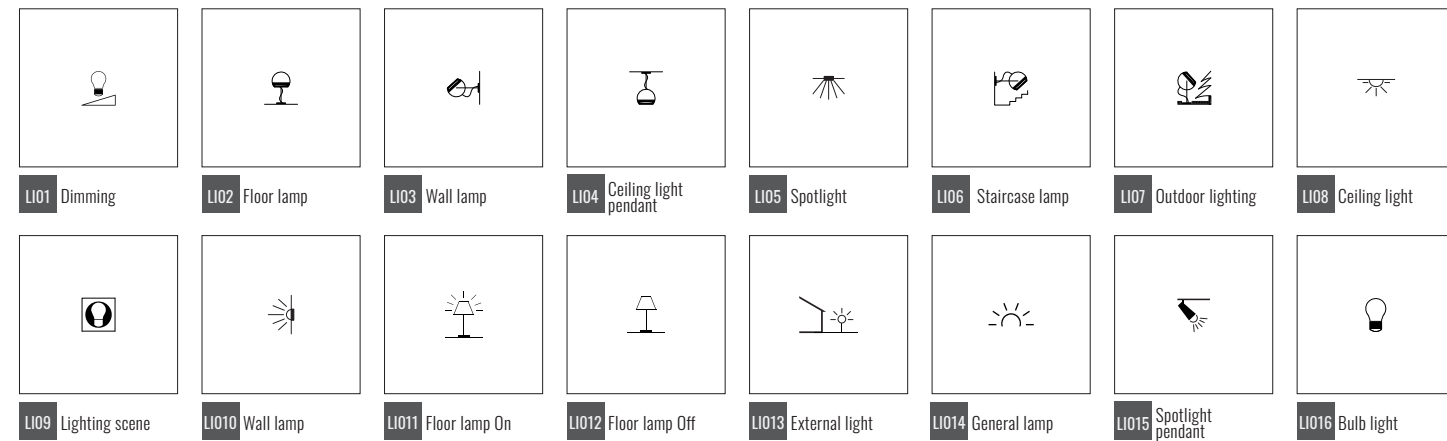 LI01 Dimming
LI02 Floor lamp
LI03 Wall lamp
LI04 Ceiling light
pendant
LI05 Spotlight
LI06 Staircase lamp
LI07 Outdoor lighting
LI08 Ceiling light
LI09 Lighting scene
LI010 Wall lamp
LI011 Floor lamp On
LI012 Floor lamp Off
LI013 External light
LI014 General lamp
LI015 Spotlight
pendant
LI016 Bulb light